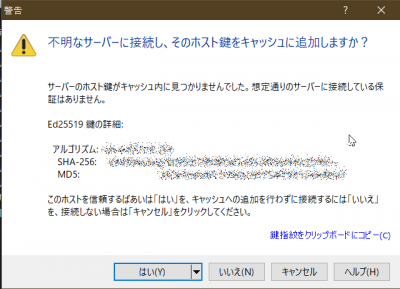 警告
不明なサーバーに接続し、そのホスト鍵をキャッシュに追加しますか？
サーバーのホスト鍵がキャッシュ内に見つかりませんでした。想定通りのサーバーに接続している保
証はありません。
Ed25519 鍵の詳細:
アルゴリズム:
SHA-256:
MD5:
このホストを信頼するばあいは「はい」を、キャッシュへの追加を行わずに接続するには「いいえ」
を、接続しない場合は「キャンセル」をクリックしてください。
鍵指紋をクリップボードにコピー(C)
はい(Y) いいえ(N) キャンセル ヘルプ(H)